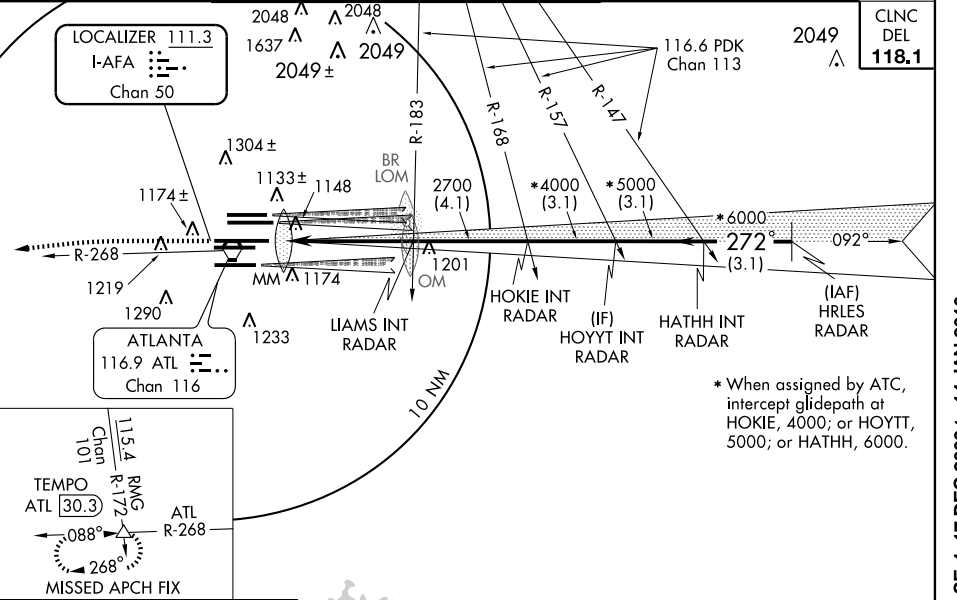 2048
2048
1637
2049
2049±
2049
CLNC
DEL
118.1
LOCALIZER 111.3
I-AFA
Chan 50
116.6 PDK
Chan 113
R-183
R-168
R-157
R-147
1304±
1133±
1148
1174±
BR
LOM
2700
(4.1)
*4000
(3.1)
*5000
(3.1)
*6000
272°
(3.1)
092°
R-268
1219
1290
MM
1174
1201
OM
1233
LIAMS INT
RADAR
HOKIE INT
RADAR
(IF)
HOYYT INT
RADAR
HATHH INT
RADAR
(IAF)
HRLES
RADAR
ATLANTA
116.9 ATL
Chan 116
10 NM
* When assigned by ATC,
intercept glidepath at
HOKIE, 4000; or HOYTT,
5000; or HATHH, 6000.
115.4 RMG
Chan 101
R-172
TEMPO
ATL 30.3
ATL
R-268
088°
268°
MISSED APCH FIX